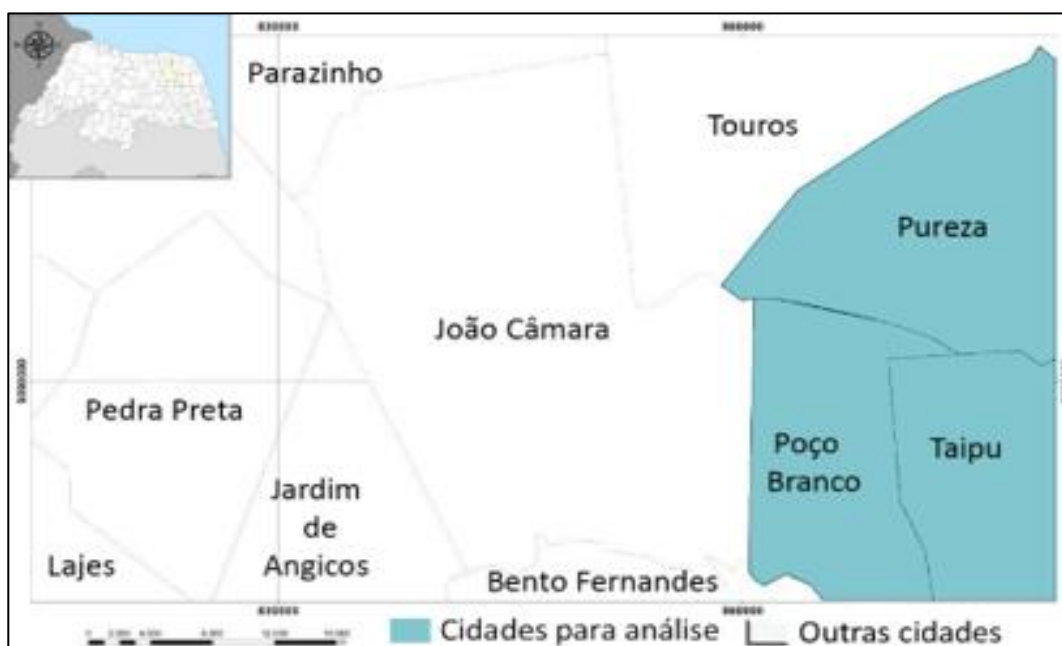 Parazinho
Touros
Pureza
João Câmara
Pedra Preta
Poço
Branco
Taipu
Jardim
de
Angicos
Lajes
Bento Fernandes
Cidades para análise
Outras cidades